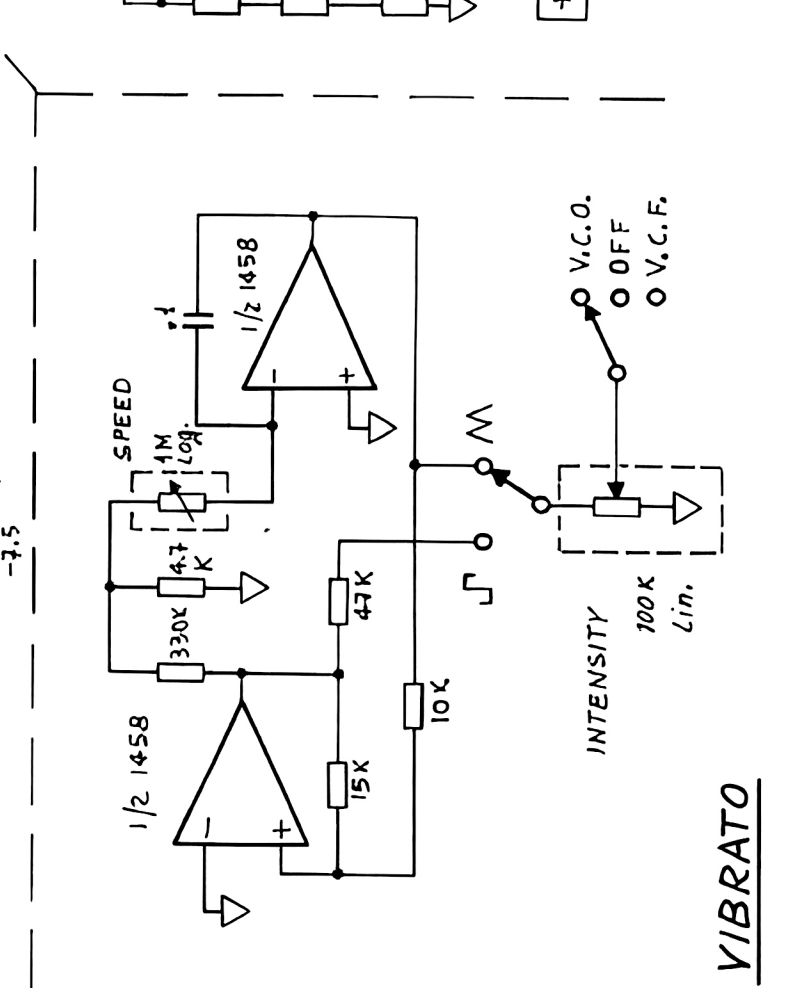 -7.5
SPEED
1M
Log.
.1
1/2 1458
4.7
K
330K
1/2 1458
47K
15K
10K
V.C.O.
OFF
V.C.F.
INTENSITY
100K
Lin.
VIBRATO
- +
- +
+